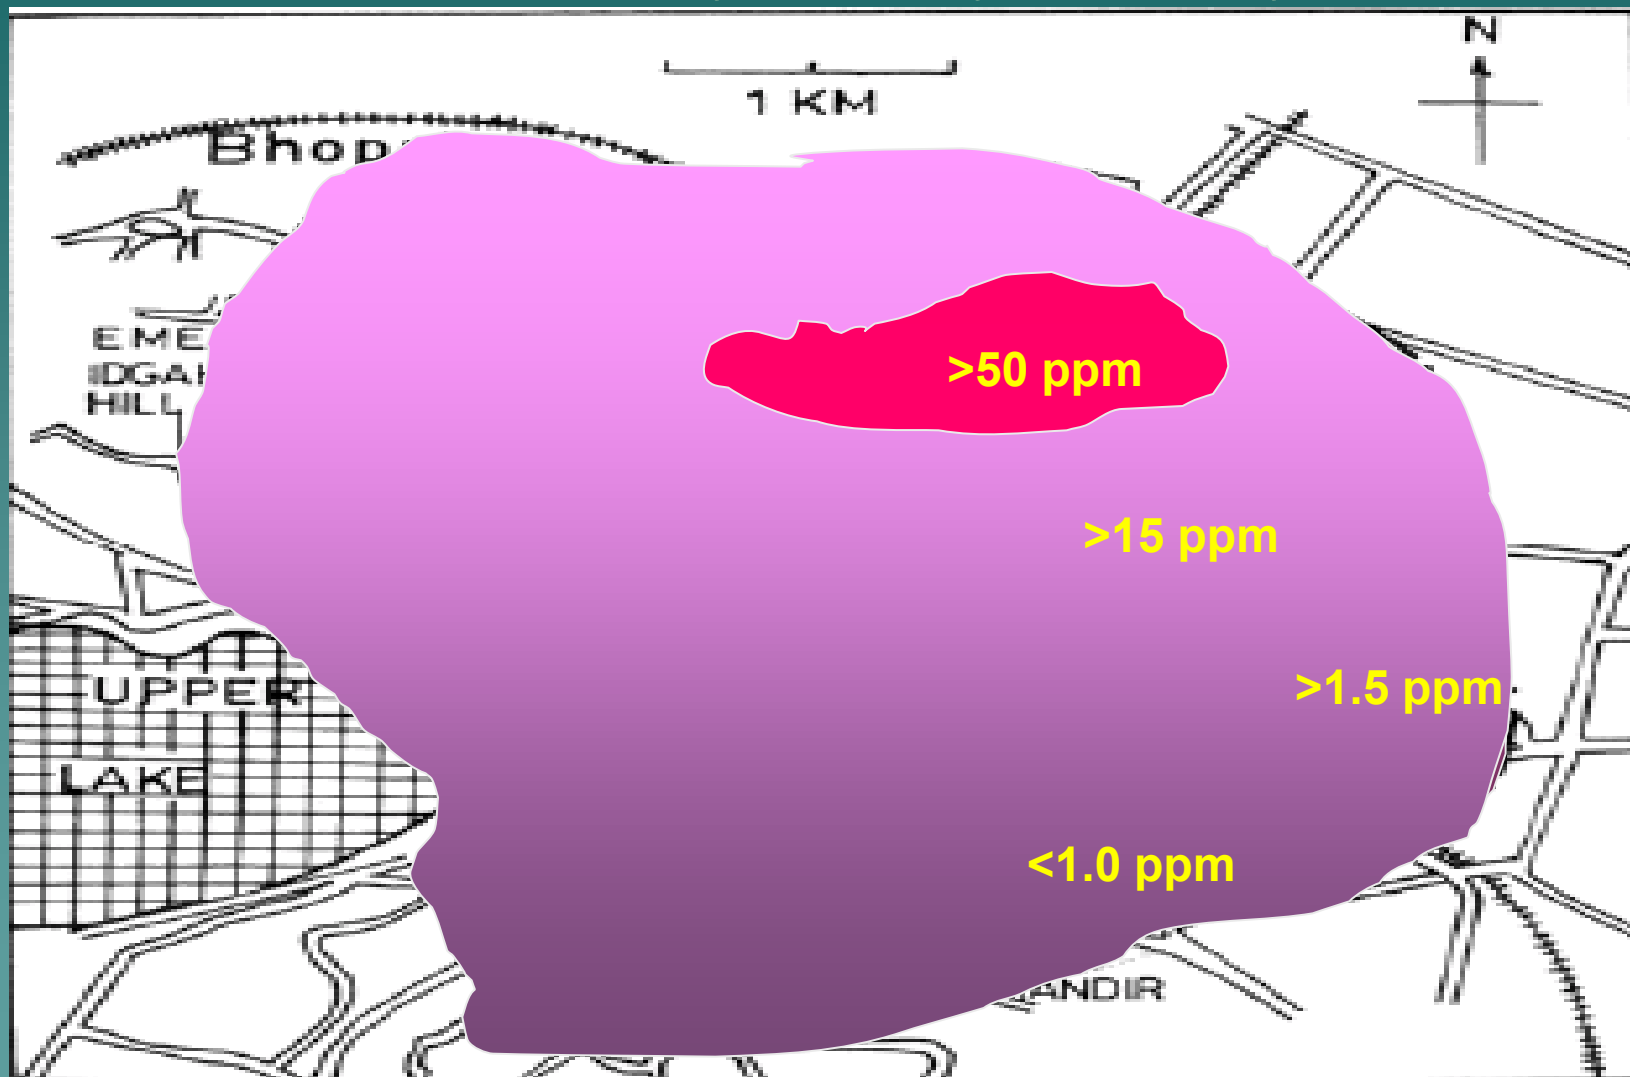 N
1 KM
Bhop
EME
IDGAH
HILL
>50 ppm
>15 ppm
UPPER
>1.5 ppm
LAKE
<1.0 ppm
ANDIR